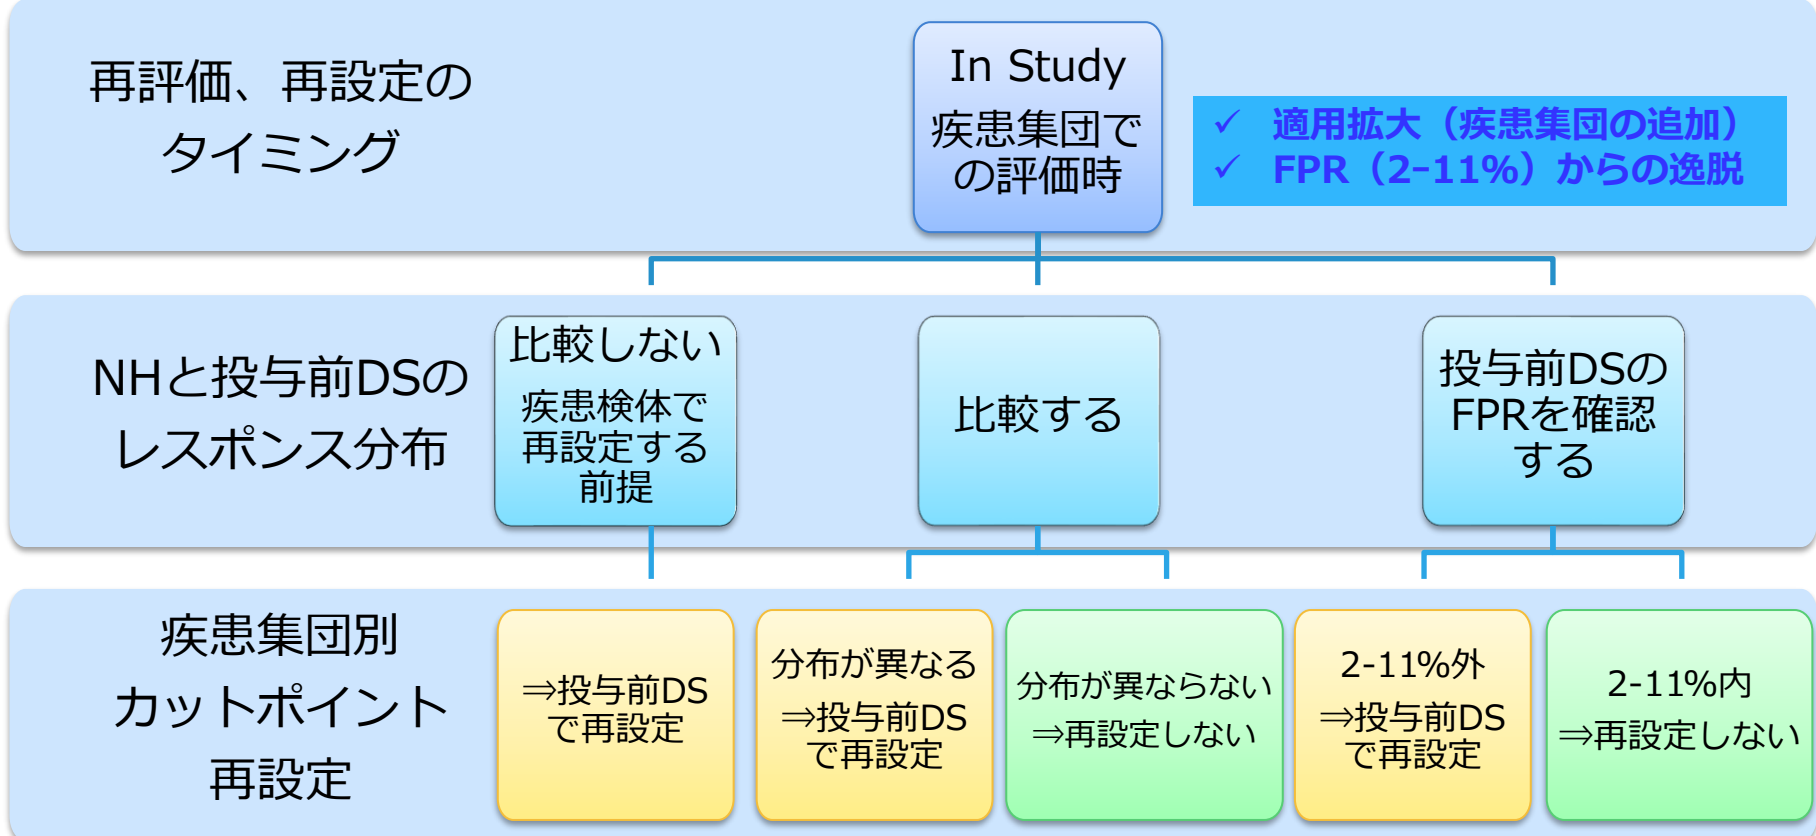 再評価、再設定の
タイミング
In Study
疾患集団で
の評価時
✓ 適用拡大（疾患集団の追加）
✓ FPR（2-11%）からの逸脱
NHと投与前DSの
レスポンス分布
比較しない
疾患検体で
再設定する
前提
比較する
投与前DSの
FPRを確認
する
疾患集団別
カットポイント
再設定
⇒投与前DS
で再設定
分布が異なる
⇒投与前DS
で再設定
分布が異ならない
⇒再設定しない
2-11%外
⇒投与前DS
で再設定
2-11%内
⇒再設定しない